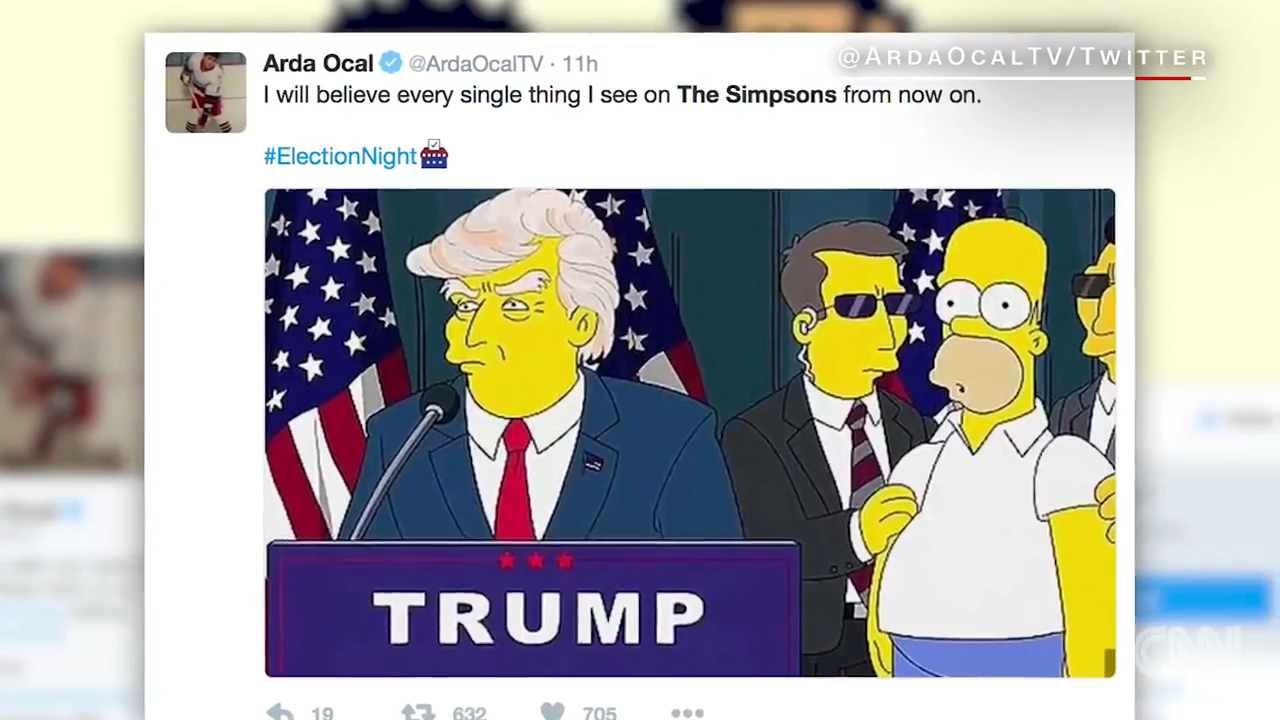 @ARDAOCALTV/TWITTER
Arda Ocal @ArdaOcalTV · 11h
I will believe every single thing I see on The Simpsons from now on.
#ElectionNight
TRUMP
19 632 705
CNN